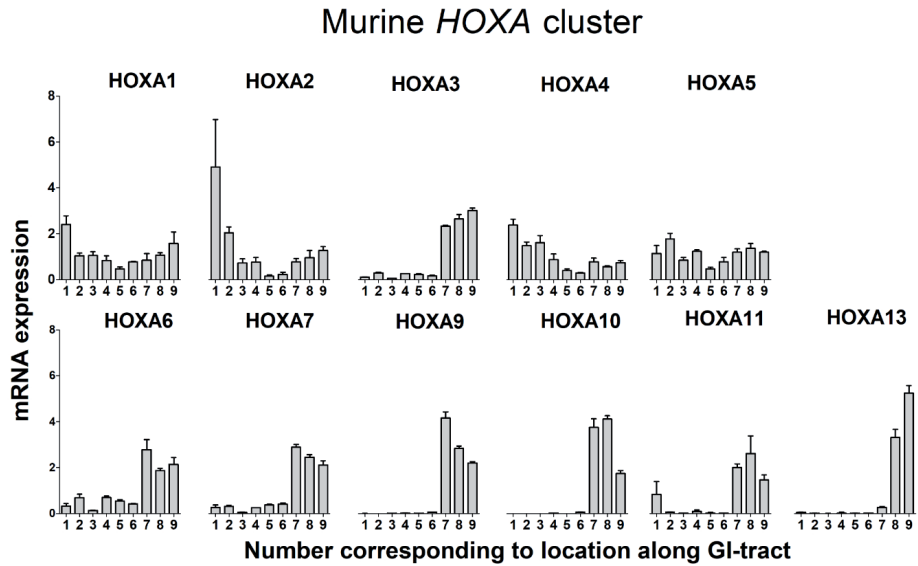 Murine HOXA cluster
HOXA1 HOXA2 HOXA3 HOXA4 HOXA5
8
6
4
2
0
1 2 3 4 5 6 7 8 9 1 2 3 4 5 6 7 8 9 1 2 3 4 5 6 7 8 9 1 2 3 4 5 6 7 8 9 1 2 3 4 5 6 7 8 9
mRNA expression
HOXA6 HOXA7 HOXA9 HOXA10 HOXA11 HOXA13
8
6
4
2
0
1 2 3 4 5 6 7 8 9 1 2 3 4 5 6 7 8 9 1 2 3 4 5 6 7 8 9 1 2 3 4 5 6 7 8 9 1 2 3 4 5 6 7 8 9 1 2 3 4 5 6 7 8 9
Number corresponding to location along GI-tract